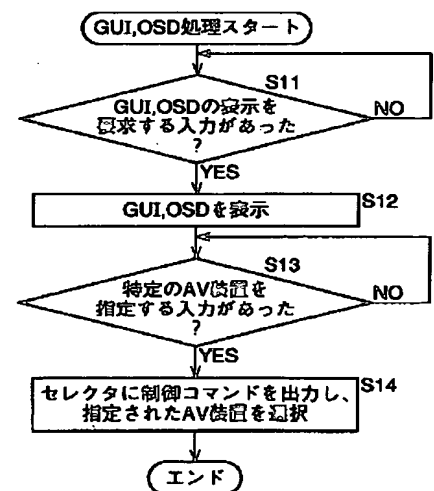 GUI,OSD処理スタート
S11
GUI,OSDの表示を
要求する入力があった
?
NO
YES
S12
GUI,OSDを表示
S13
特定のAV装置を
指定する入力があった
?
NO
YES
S14
セレクタに制御コマンドを出力し、
指定されたAV装置を選択
エンド